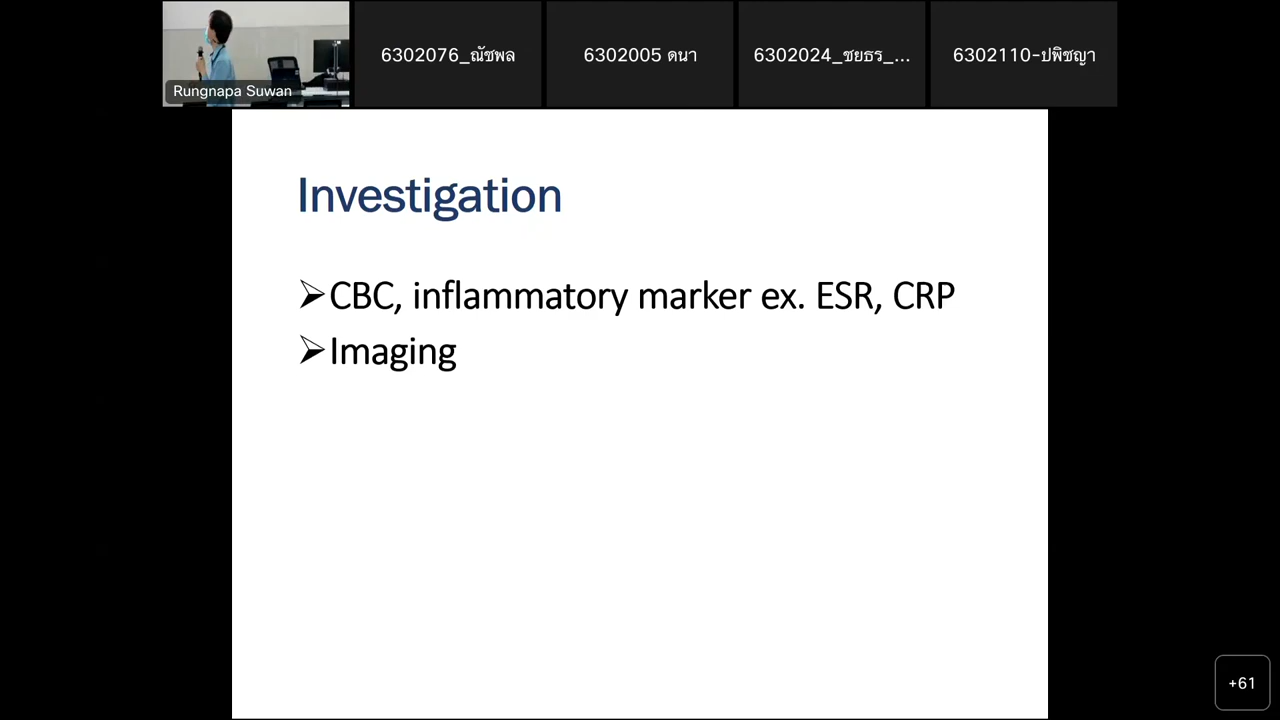 Rungnapa Suwan
6302076_ณัชพล
6302005 ดนา
6302024_ชยธร_...
6302110-ปพิชญา
Investigation
➢CBC, inflammatory marker ex. ESR, CRP
➢Imaging
+61